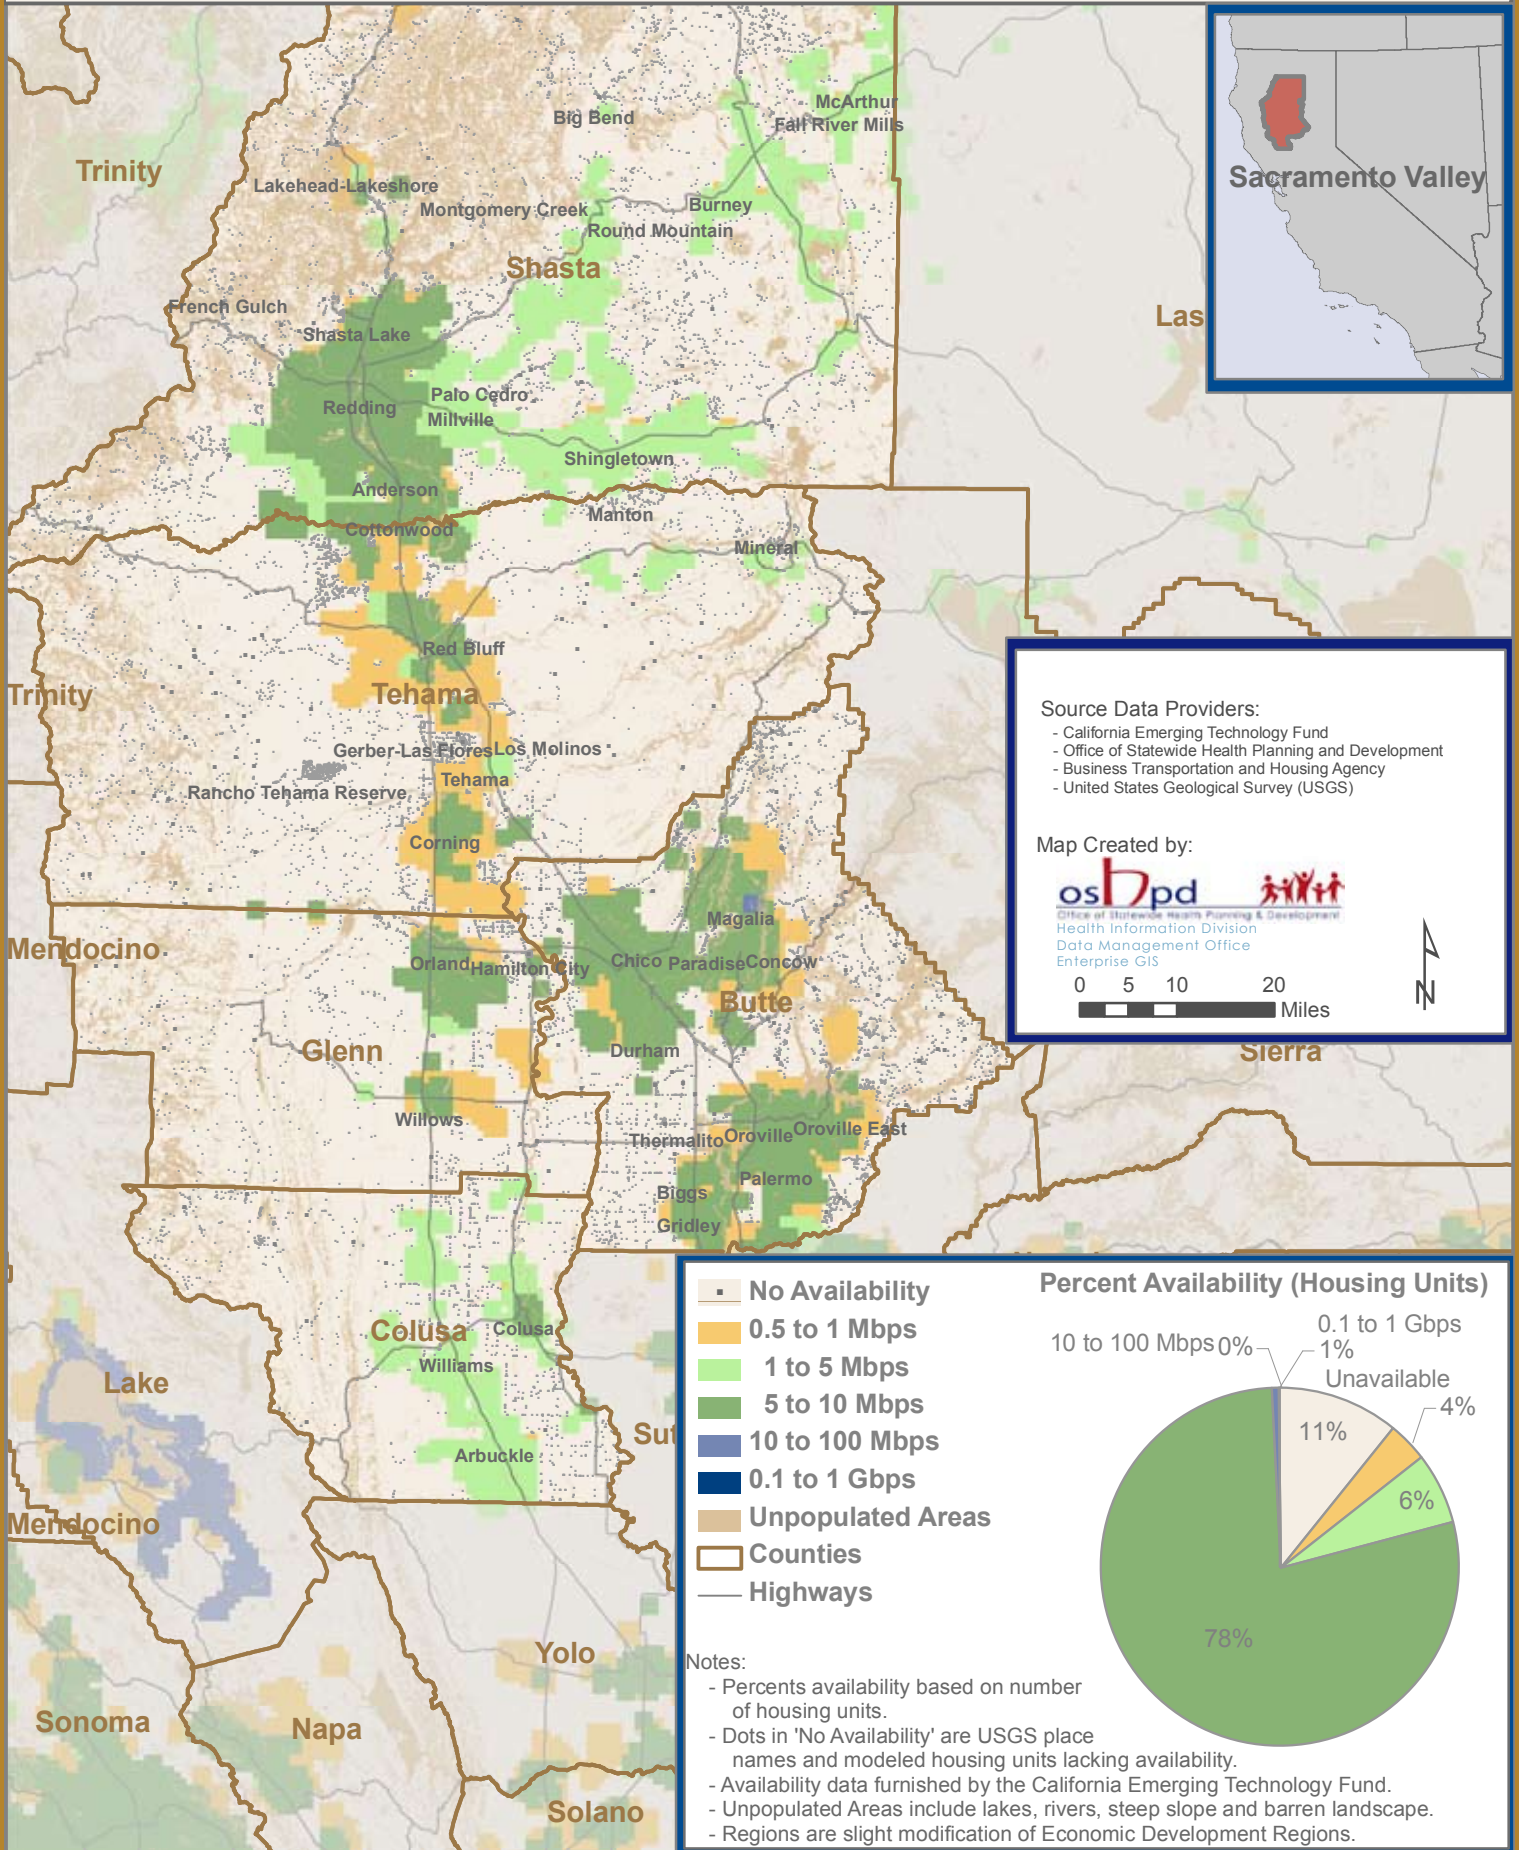 Sacramento Valley
McArthur
Fall River Mills
Big Bend
Trinity
Lakehead-Lakeshore
Montgomery Creek
Burney
Round Mountain
Shasta
French Gulch
Shasta Lake
Las
Palo Cedro
Redding
Millville
Shingletown
Anderson
Manton
Cottonwood
Mineral
Red Bluff
Trinity
Tehama
Gerber-Las Flores
Los Molinos
Tehama
Rancho Tehama Reserve
Corning
Magalia
Mendocino
Orland
Hamilton City
Chico
Paradise
Concow
Butte
Glenn
Durham
Sierra
Willows
Thermalito
Oroville
Oroville East
Palermo
Biggs
Gridley
Colusa
Colusa
Williams
Lake
Sut
Arbuckle
Mendocino
Yolo
Sonoma
Napa
Solano
Source Data Providers:
- California Emerging Technology Fund
- Office of Statewide Health Planning and Development
- Business Transportation and Housing Agency
- United States Geological Survey (USGS)
Map Created by:
oshpd
Office of Statewide Health Planning & Development
Health Information Division
Data Management Office
Enterprise GIS
0 5 10 20
Miles
N
No Availability
0.5 to 1 Mbps
1 to 5 Mbps
5 to 10 Mbps
10 to 100 Mbps
0.1 to 1 Gbps
Unpopulated Areas
Counties
Highways
Percent Availability (Housing Units)
10 to 100 Mbps 0%
0.1 to 1 Gbps
1%
Unavailable
11%
4%
6%
78%
Notes:
- Percents availability based on number
of housing units.
- Dots in 'No Availability' are USGS place
names and modeled housing units lacking availability.
- Availability data furnished by the California Emerging Technology Fund.
- Unpopulated Areas include lakes, rivers, steep slope and barren landscape.
- Regions are slight modification of Economic Development Regions.